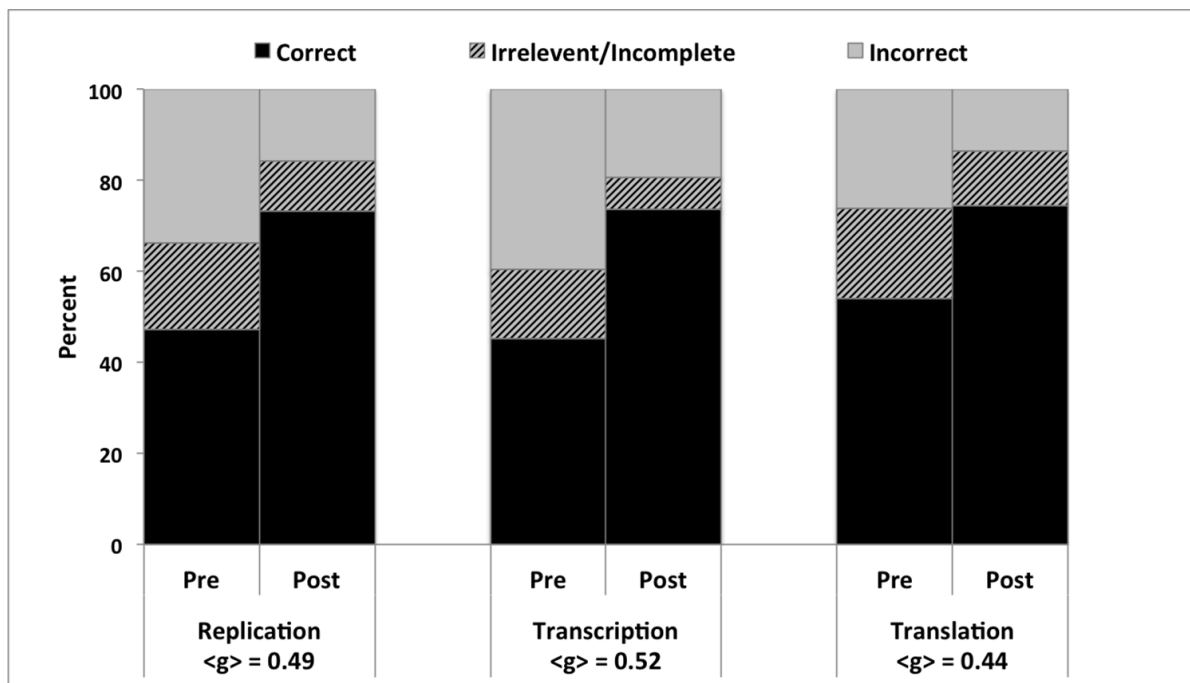 Correct Irrelevent/Incomplete Incorrect
100
80
60
40
20
0
Percent
Pre Post Pre Post Pre Post
Replication Transcription Translation
<g> = 0.49 <g> = 0.52 <g> = 0.44